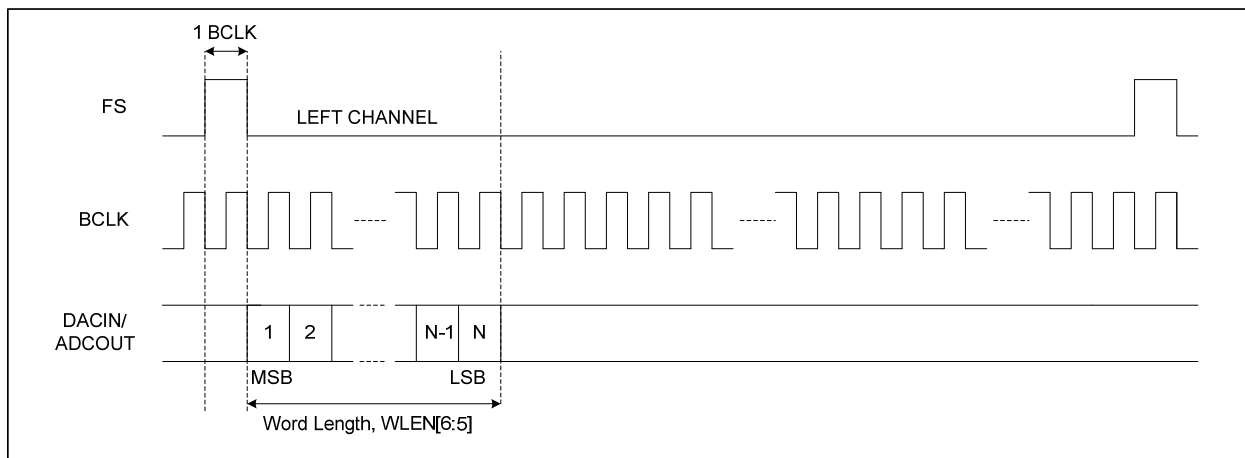 1 BCLK
FS
LEFT CHANNEL
BCLK
DACIN/
ADCOUT
1 2 N-1 N
MSB LSB
Word Length, WLEN[6:5]